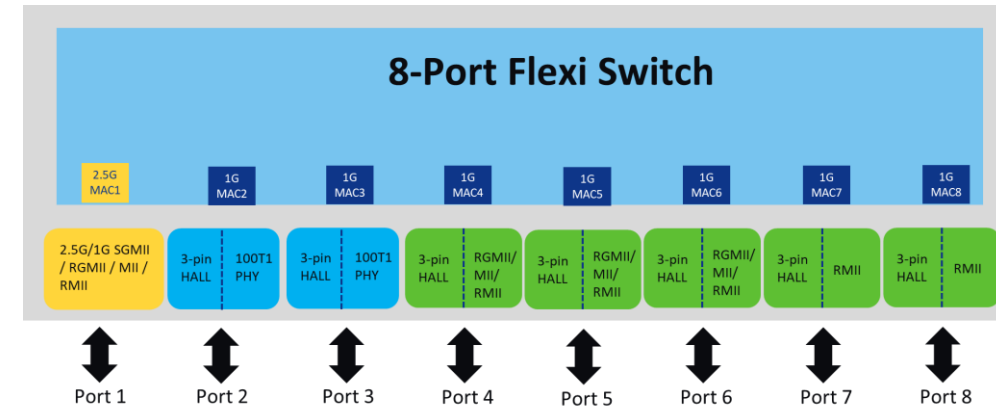 8-Port Flexi Switch
2.5G
MAC1
1G
MAC2
1G
MAC3
1G
MAC4
1G
MAC5
1G
MAC6
1G
MAC7
1G
MAC8
2.5G/1G SGMII
/ RGMII / MII /
RMII
3-pin
HALL
100T1
PHY
3-pin
HALL
100T1
PHY
3-pin
HALL
RGMII/
MII/
RMII
3-pin
HALL
RGMII/
MII/
RMII
3-pin
HALL
RGMII/
MII/
RMII
3-pin
HALL
RMII
3-pin
HALL
RMII
Port 1
Port 2
Port 3
Port 4
Port 5
Port 6
Port 7
Port 8